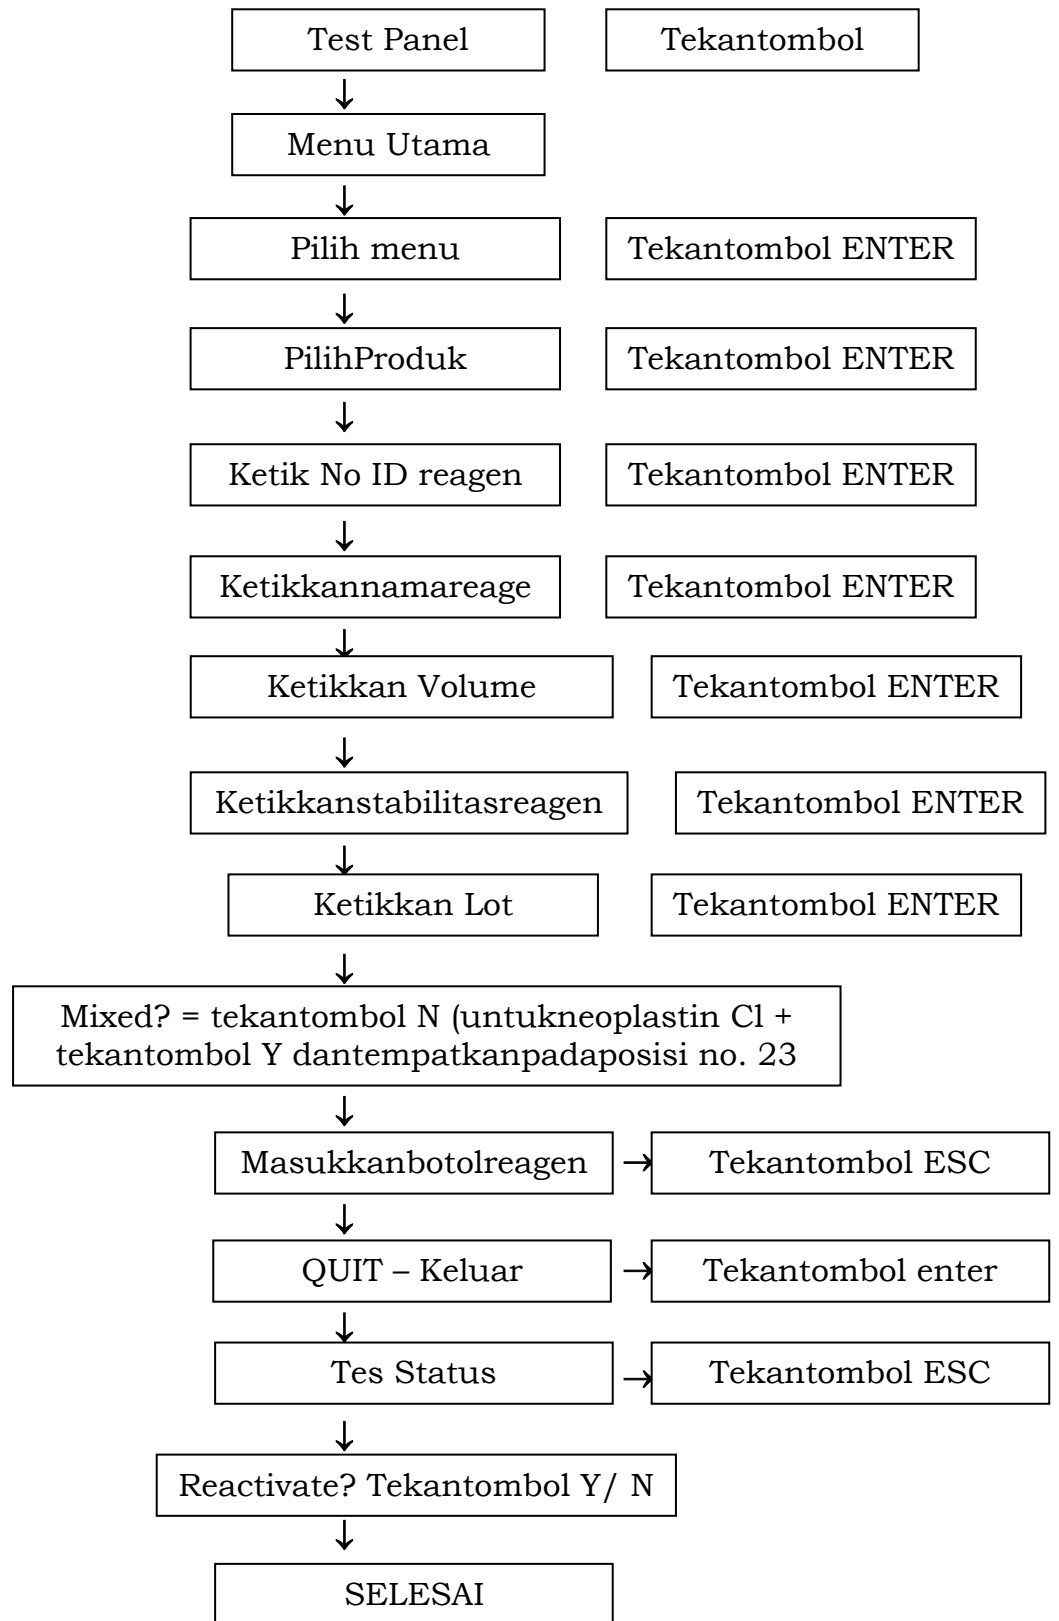 Test Panel
Tekantombol
Menu Utama
Pilih menu
Tekantombol ENTER
PilihProduk
Tekantombol ENTER
Ketik No ID reagen
Tekantombol ENTER
Ketikkannamareage
Tekantombol ENTER
Ketikkan Volume
Tekantombol ENTER
Ketikkanstabilitasreagen
Tekantombol ENTER
Ketikkan Lot
Tekantombol ENTER
Mixed? = tekantombol N (untukneoplastin Cl +
tekantombol Y dantempatkanpadaposisi no. 23
Masukkanbotolreagen
Tekantombol ESC
QUIT – Keluar
Tekantombol enter
Tes Status
Tekantombol ESC
Reactivate? Tekantombol Y/ N
SELESAI